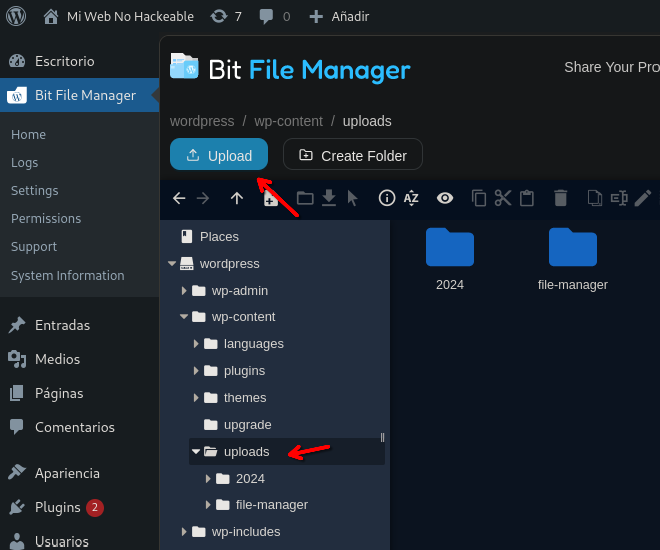 Mi Web No Hackeable
7
0
Añadir
Escritorio
Bit File Manager
Home
Logs
Settings
Permissions
Support
System Information
Entradas
Medios
Páginas
Comentarios
Apariencia
Plugins 2
Usuarios
Bit File Manager
Share Your Pro
wordpress / wp-content / uploads
Upload
Create Folder
AZ
Places
wordpress
wp-admin
wp-content
languages
plugins
themes
upgrade
uploads
2024
file-manager
wp-includes
2024
file-manager